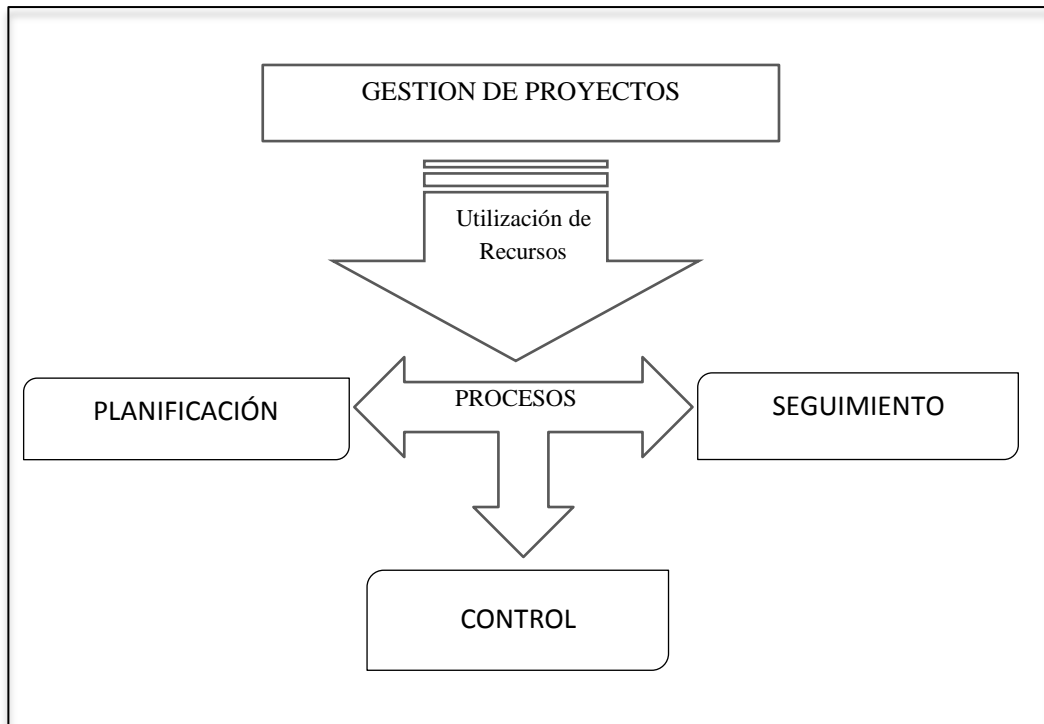 GESTION DE PROYECTOS
Utilización de
Recursos
PLANIFICACIÓN
PROCESOS
SEGUIMIENTO
CONTROL